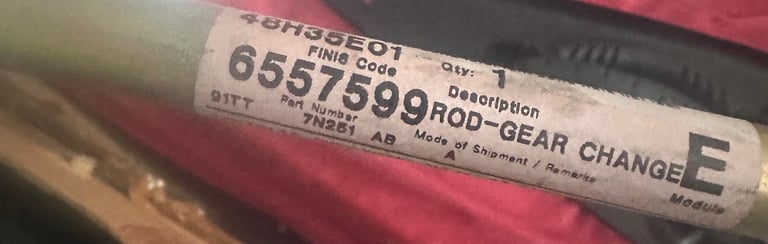 48H35E01 Qty: 1
FINIS Code Description
6557599 ROD-GEAR CHANGE E
Part Number Mode of Shipment / Remarks Module
91TT 7N251 AB A